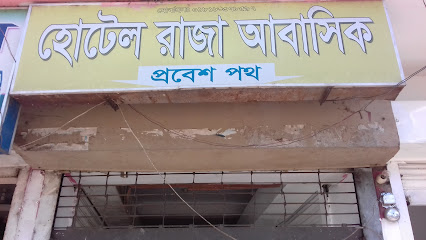 হোটেল রাজা আবাসিক
প্রবেশ পথ